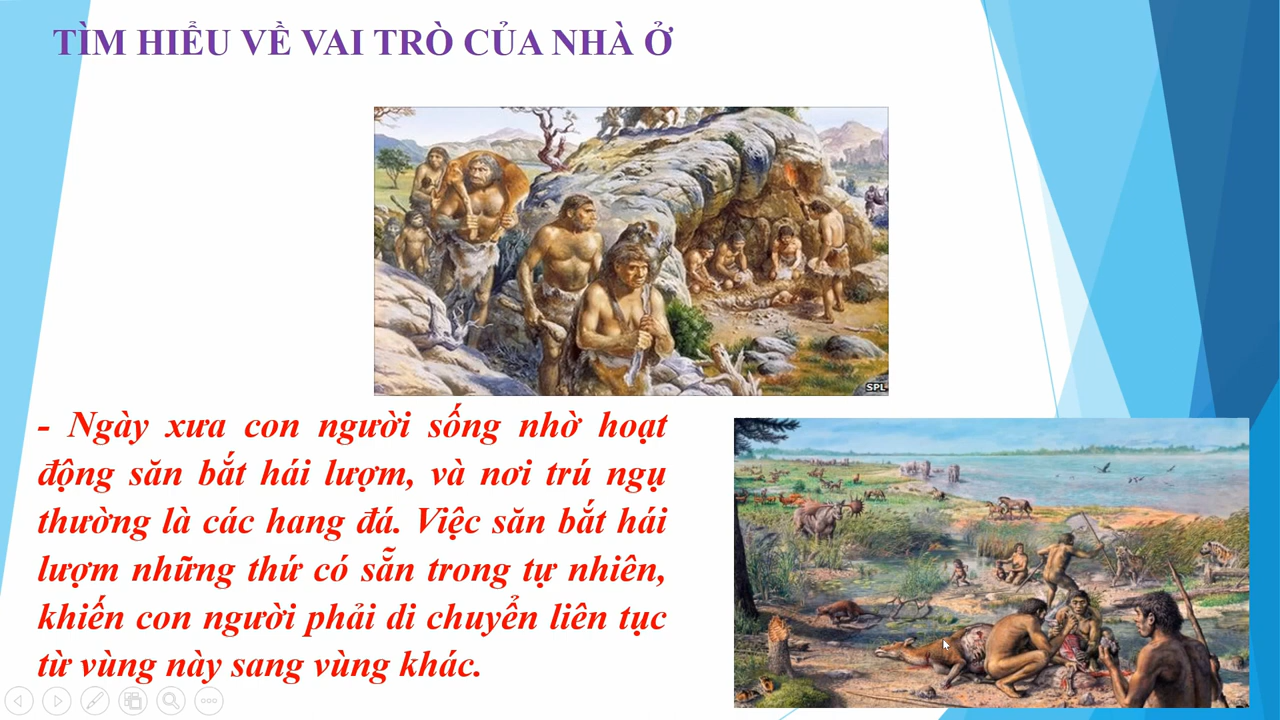 TÌM HIỂU VỀ VAI TRÒ CỦA NHÀ Ở
SPL
- Ngày xưa con người sống nhờ hoạt
động săn bắt hái lượm, và nơi trú ngụ
thường là các hang đá. Việc săn bắt hái
lượm những thứ có sẵn trong tự nhiên,
khiến con người phải di chuyển liên tục
từ vùng này sang vùng khác.